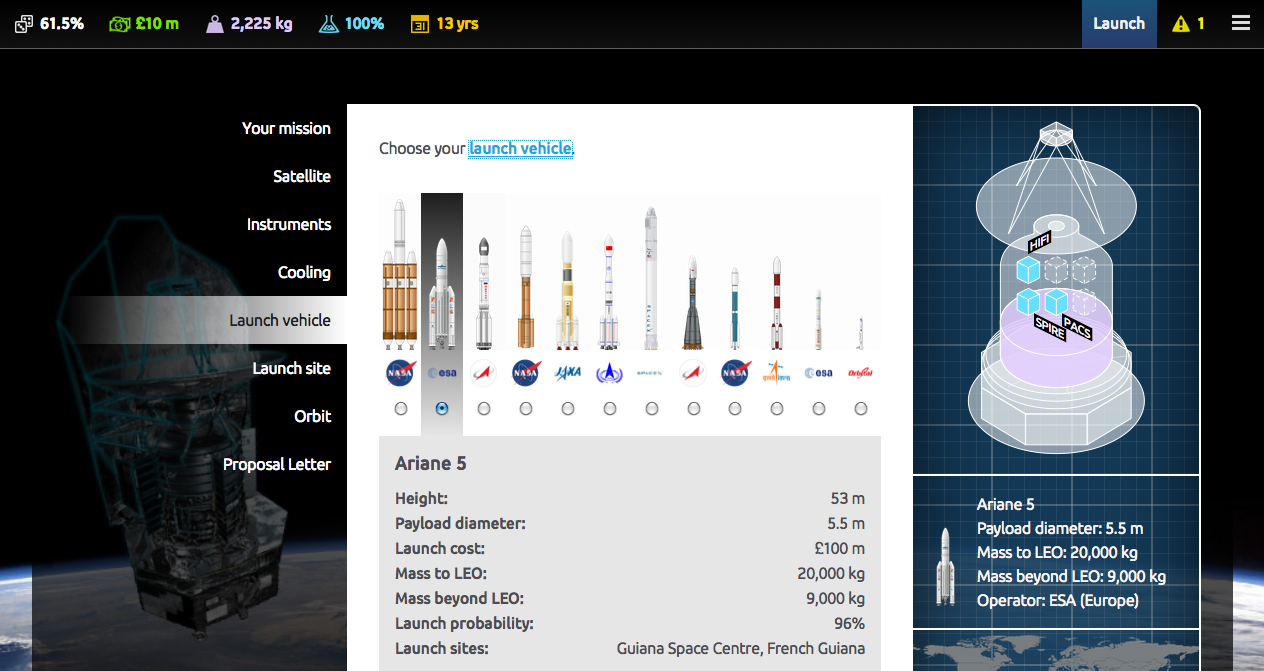 61.5% £10 m 2,225 kg 100% 31 13 yrs Launch 1
Your mission
Satellite
Instruments
Cooling
Launch vehicle
Launch site
Orbit
Proposal Letter
Choose your launch vehicle.
NASA esa NASA JAXA SPACEX NASA esa Orbital
Ariane 5
Height: 53 m
Payload diameter: 5.5 m
Launch cost: £100 m
Mass to LEO: 20,000 kg
Mass beyond LEO: 9,000 kg
Launch probability: 96%
Launch sites: Guiana Space Centre, French Guiana
HIFI
SPIRE PACS
Ariane 5
Payload diameter: 5.5 m
Mass to LEO: 20,000 kg
Mass beyond LEO: 9,000 kg
Operator: ESA (Europe)